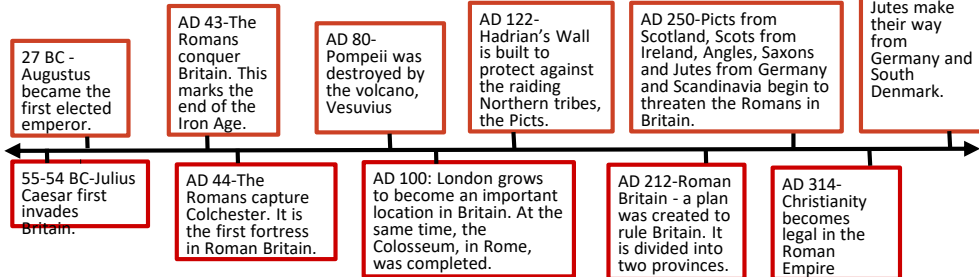 27 BC -
Augustus
became the
first elected
emperor.
AD 43-The
Romans
conquer
Britain. This
marks the
end of the
Iron Age.
AD 80-
Pompeii was
destroyed by
the volcano,
Vesuvius
AD 122-
Hadrian's Wall
is built to
protect against
the raiding
Northern tribes,
the Picts.
AD 250-Picts from
Scotland, Scots from
Ireland, Angles, Saxons
and Jutes from Germany
and Scandinavia begin to
threaten the Romans in
Britain.
Jutes make
their way
from
Germany and
South
Denmark.
55-54 BC-Julius
Caesar first
invades
Britain.
AD 44-The
Romans capture
Colchester. It is
the first fortress
in Roman Britain.
AD 100: London grows
to become an important
location in Britain. At the
same time, the
Colosseum, in Rome,
was completed.
AD 212-Roman
Britain - a plan
was created to
rule Britain. It
is divided into
two provinces.
AD 314-
Christianity
becomes
legal in the
Roman
Empire